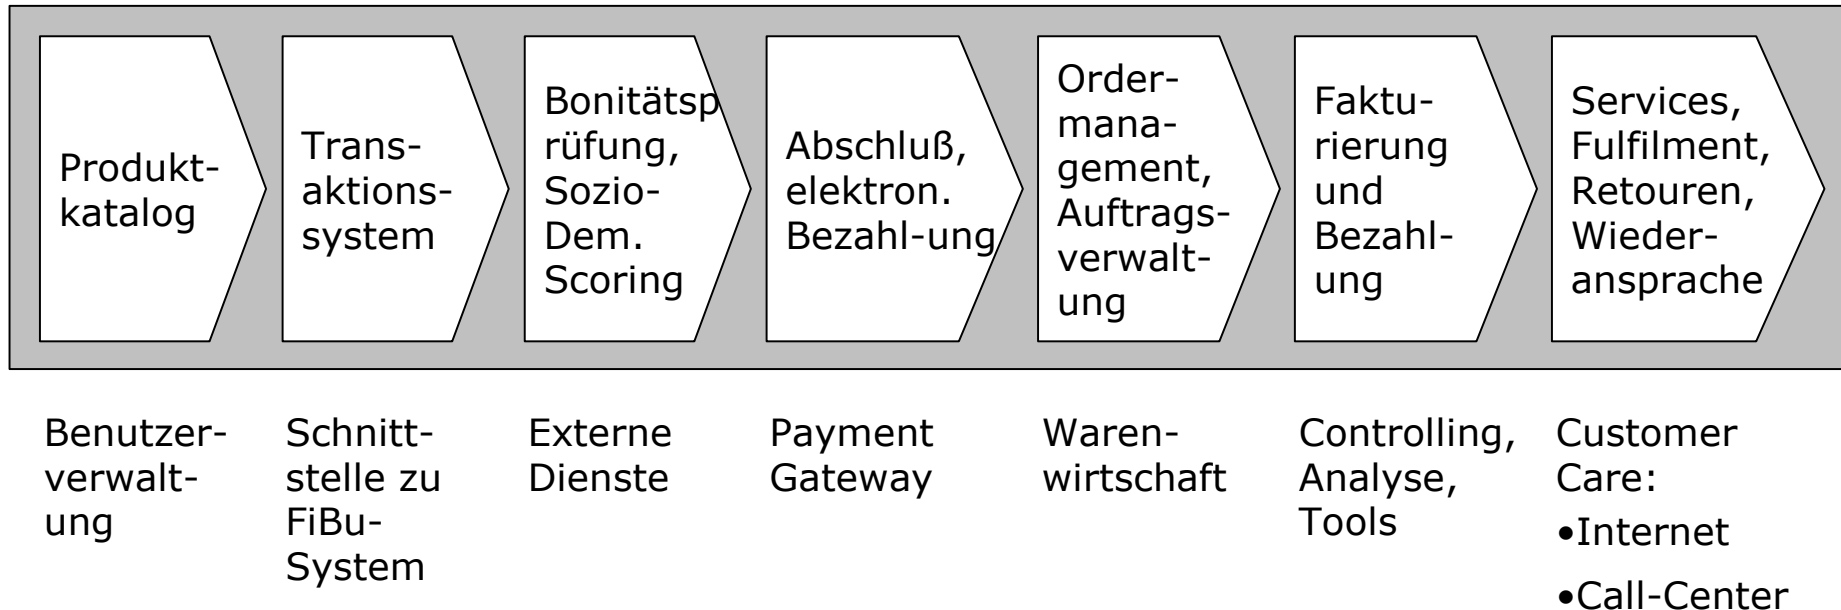 Produkt-
katalog
Trans-
aktions-
system
Bonitätsp
rüfung,
Sozio-
Dem.
Scoring
Abschluß,
elektron.
Bezahl-ung
Order-
mana-
gement,
Auftrags-
verwalt-
ung
Faktu-
rierung
und
Bezahl-
ung
Services,
Fulfilment,
Retouren,
Wieder-
ansprache
Benutzer-
verwalt-
ung
Schnitt-
stelle zu
FiBu-
System
Externe
Dienste
Payment
Gateway
Waren-
wirtschaft
Controlling,
Analyse,
Tools
Customer
Care:
•Internet
•Call-Center